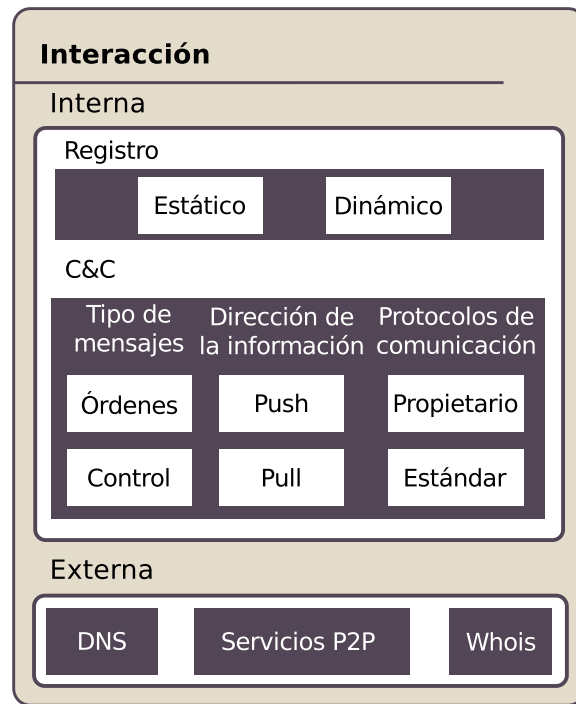 Interacción
Interna
Registro
Estático
Dinámico
C&C
Tipo de
mensajes
Dirección de
la información
Protocolos de
comunicación
Órdenes
Push
Propietario
Control
Pull
Estándar
Externa
DNS
Servicios P2P
Whois